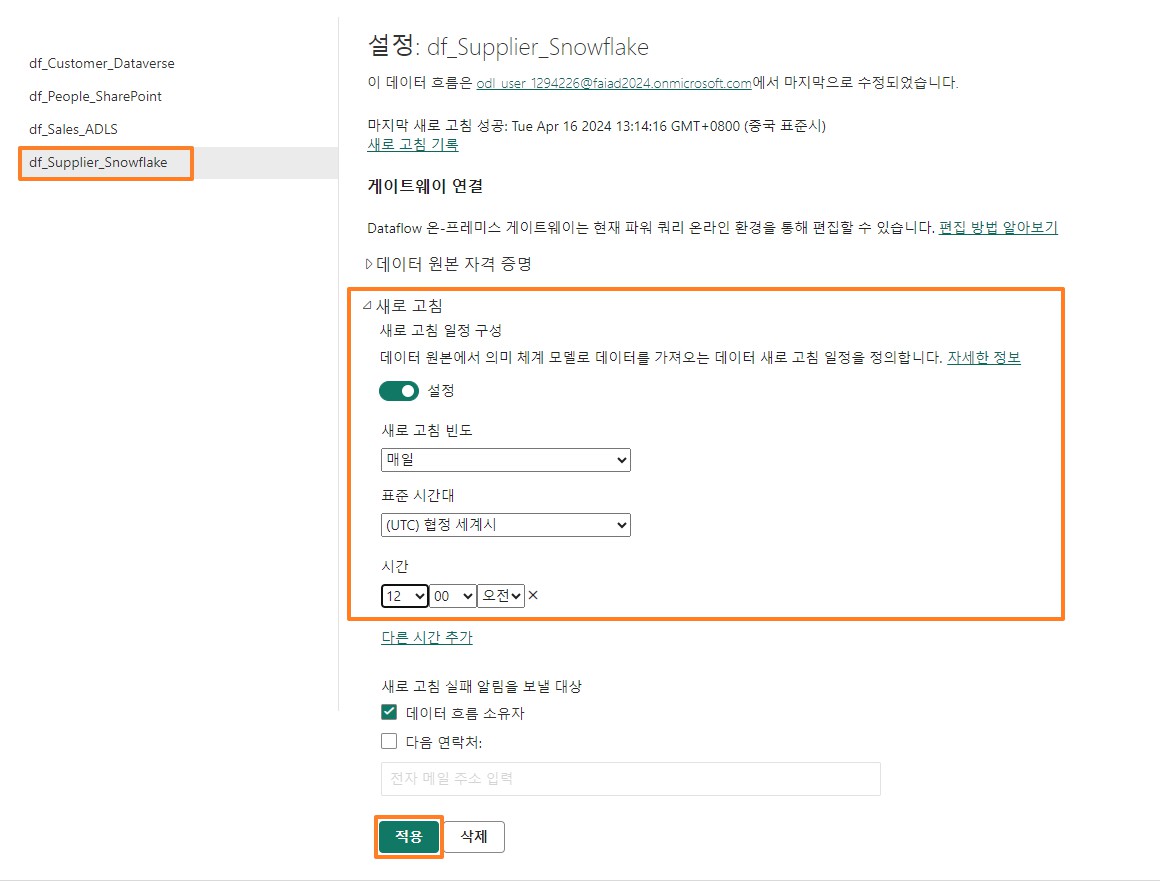 df_Customer_Dataverse
df_People_SharePoint
df_Sales_ADLS
df_Supplier_Snowflake
설정: df_Supplier_Snowflake
이 데이터 흐름은 odl_user_1294226@faiad2024.onmicrosoft.com에서 마지막으로 수정되었습니다.
마지막 새로 고침 성공: Tue Apr 16 2024 13:14:16 GMT+0800 (중국 표준시)
새로 고침 기록
게이트웨이 연결
Dataflow 온-프레미스 게이트웨이는 현재 파워 쿼리 온라인 환경을 통해 편집할 수 있습니다. 편집 방법 알아보기
데이터 원본 자격 증명
새로 고침
새로 고침 일정 구성
데이터 원본에서 의미 체계 모델로 데이터를 가져오는 데이터 새로 고침 일정을 정의합니다. 자세한 정보
설정
새로 고침 빈도
매일
표준 시간대
(UTC) 협정 세계시
시간
12 00 오전 ×
다른 시간 추가
새로 고침 실패 알림을 보낼 대상
데이터 흐름 소유자
다음 연락처:
전자 메일 주소 입력
적용 삭제